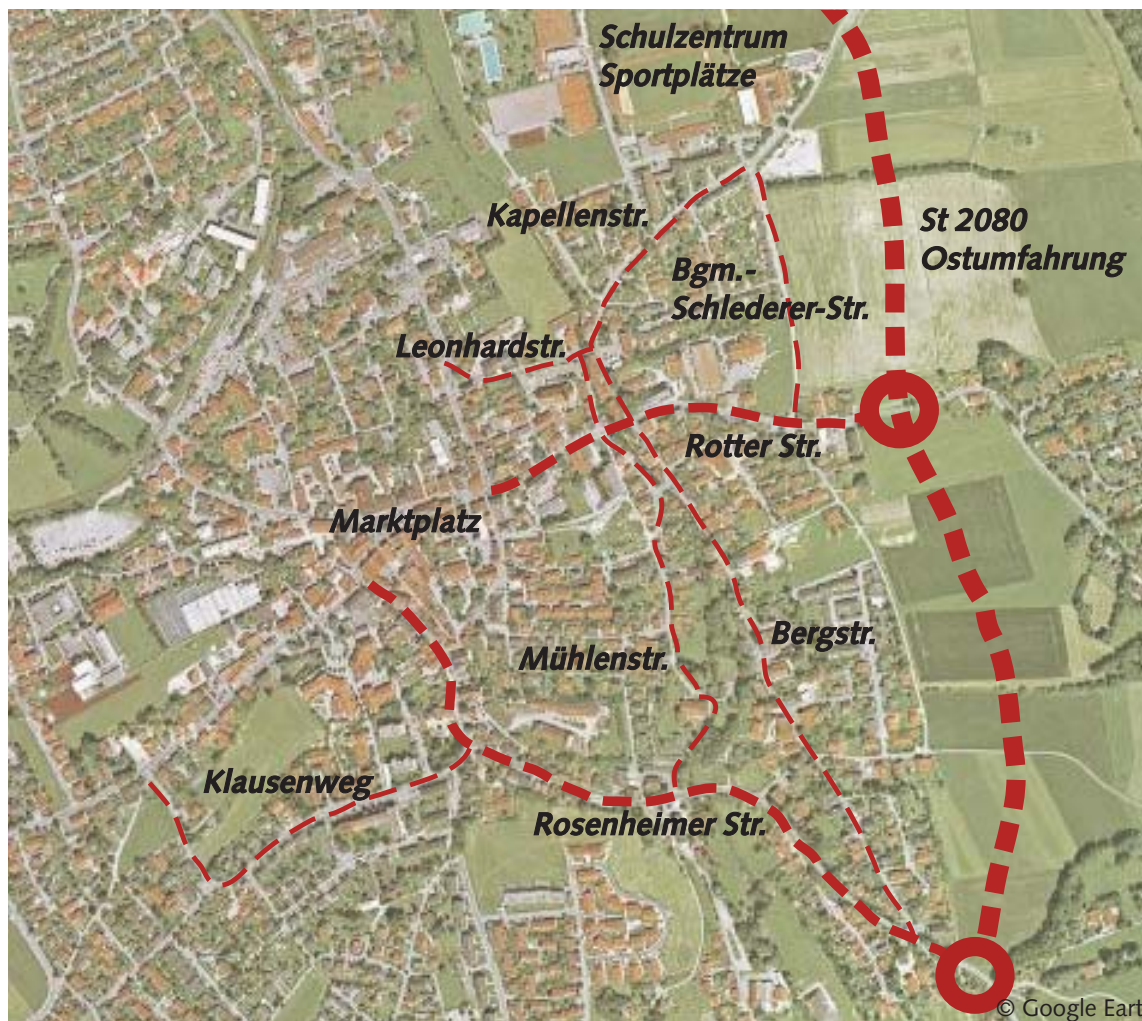 Schulzentrum
Sportplätze
Kapellenstr.
St 2080
Ostumfahrung
Bgm.-
Schlederer-Str.
Leonhardstr.
Rotter Str.
Marktplatz
Bergstr.
Mühlenstr.
Klausenweg
Rosenheimer Str.
© Google Eart